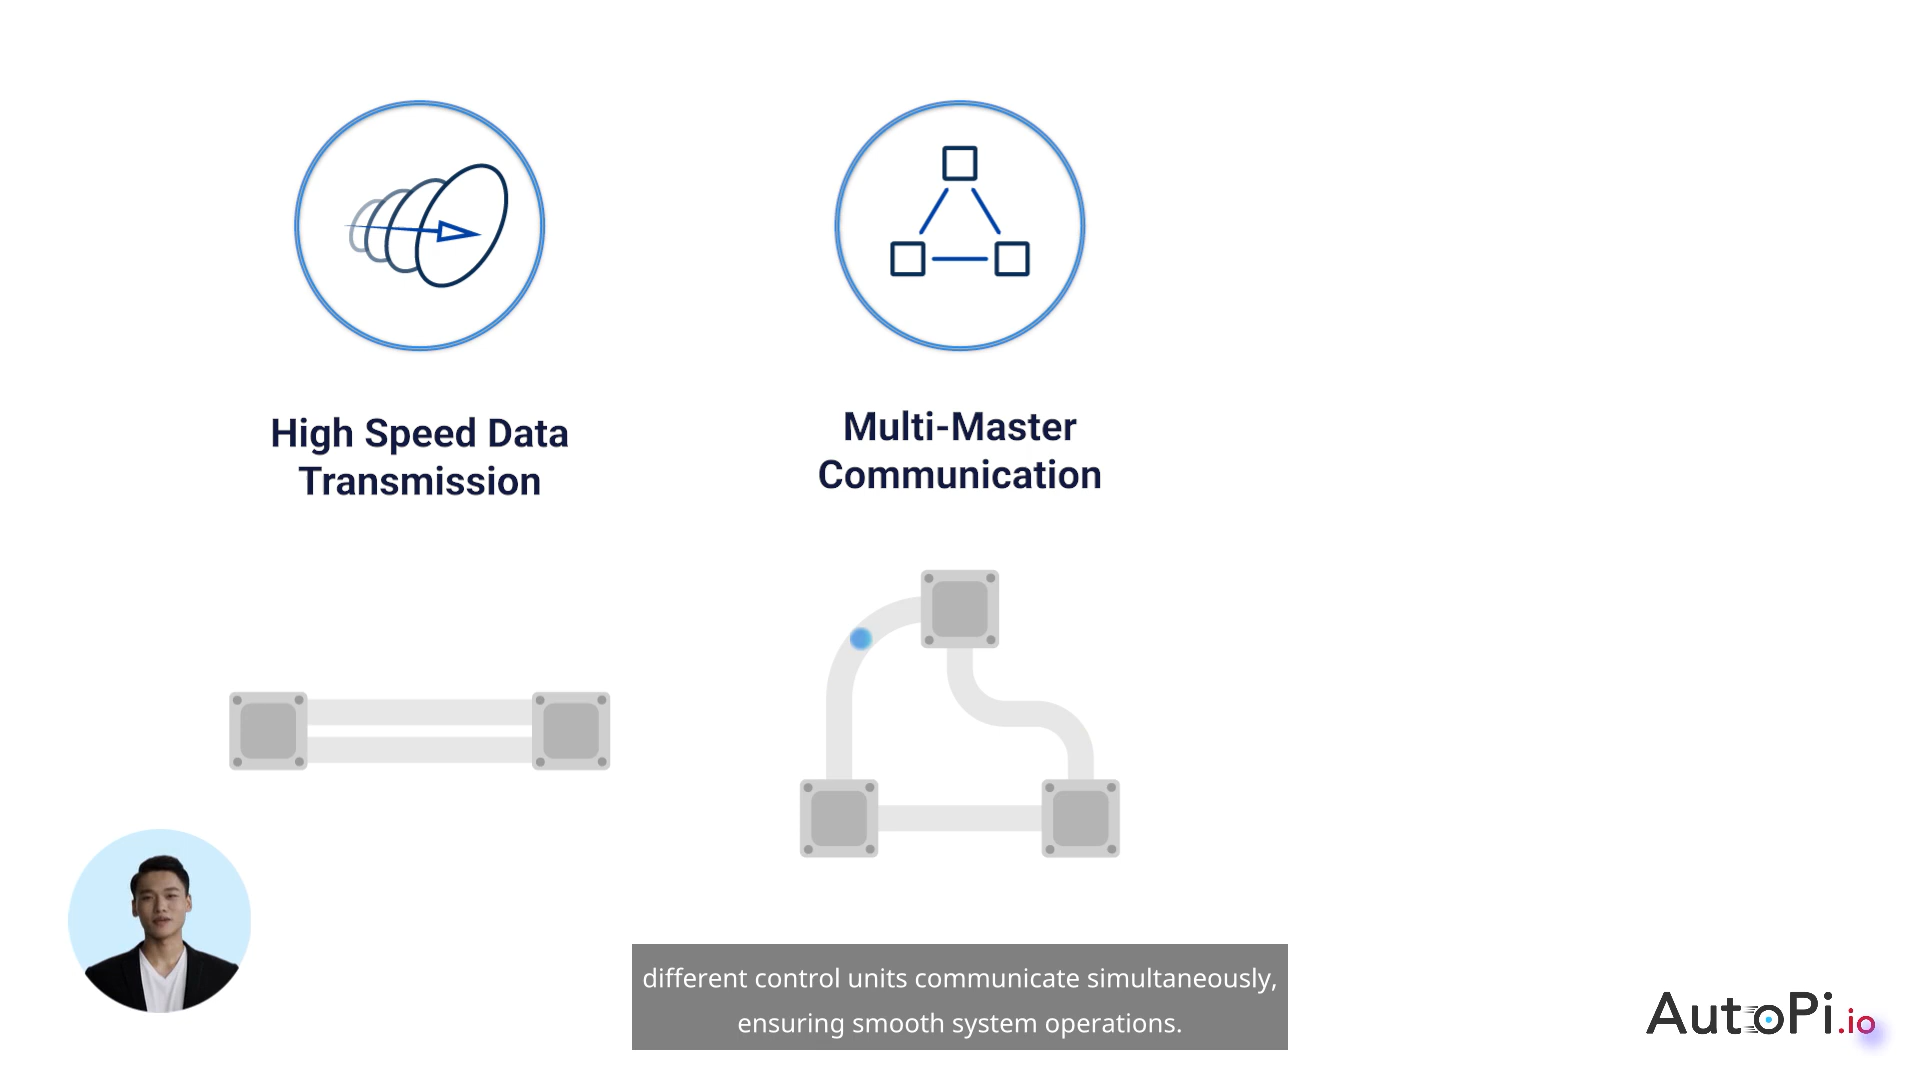 High Speed Data
Transmission
Multi-Master
Communication
different control units communicate simultaneously,
ensuring smooth system operations.
AutoPi.io